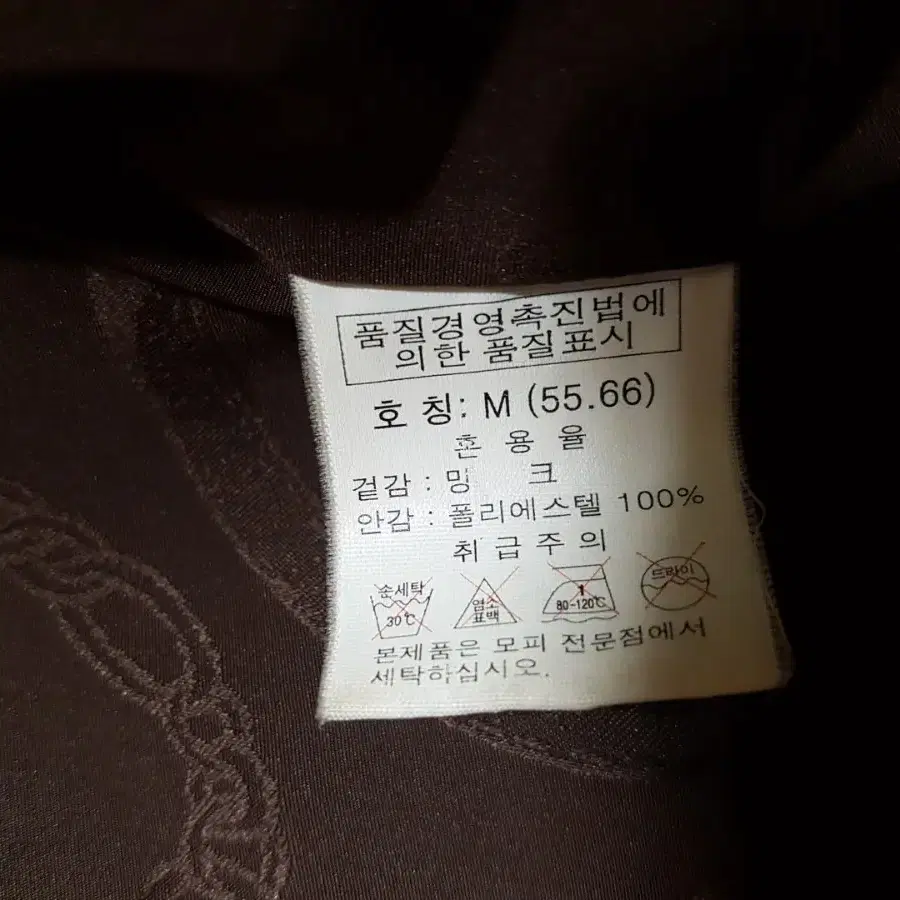 품질경영촉진법에
의한 품질표시
호 칭: M (55.66)
혼 용 율
겉감 : 밍 크
안감 : 폴리에스텔 100%
취 급 주 의
손세탁
30℃
염소
표백
1
80-120℃
드라이
본제품은 모피 전문점에서
세탁하십시오.